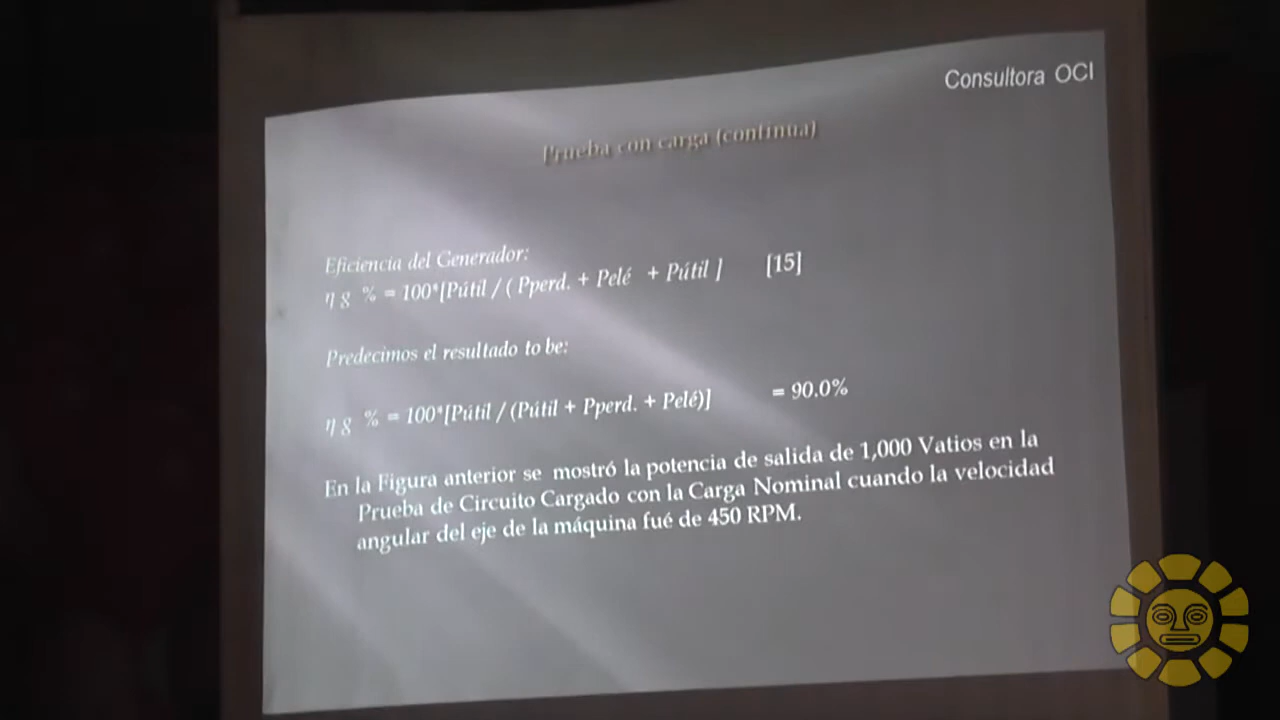 Consultora OCI
Prueba con carga (continua)
Eficiencia del Generador:
η g % = 100*[Pútil / ( Pperd. + Pelé + Pútil ] [15]
Predecimos el resultado to be:
η g % = 100*[Pútil / (Pútil + Pperd. + Pelé)] = 90.0%
En la Figura anterior se mostró la potencia de salida de 1,000 Vatios en la
Prueba de Circuito Cargado con la Carga Nominal cuando la velocidad
angular del eje de la máquina fué de 450 RPM.